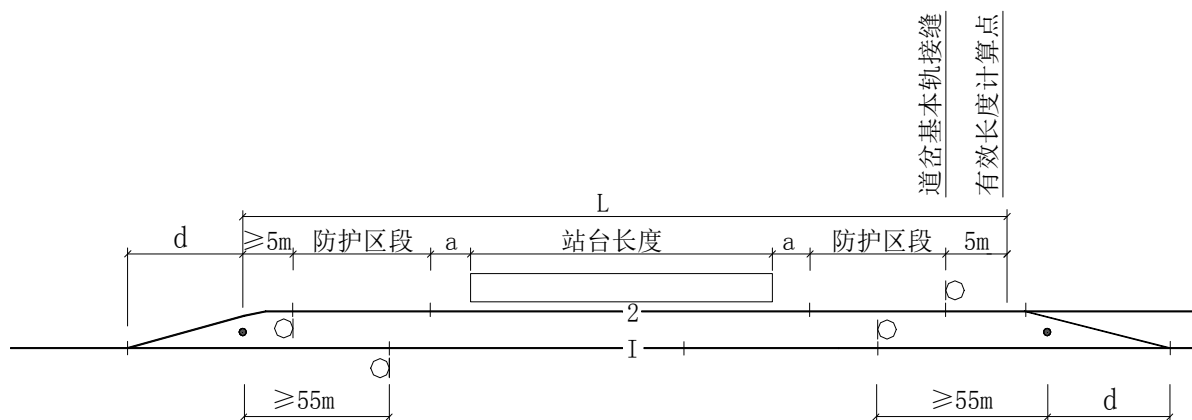 道岔基本轨接缝
有效长度计算点
L
d ≥5m 防护区段 a 站台长度 a 防护区段 5m
2
I
≥55m ≥55m d